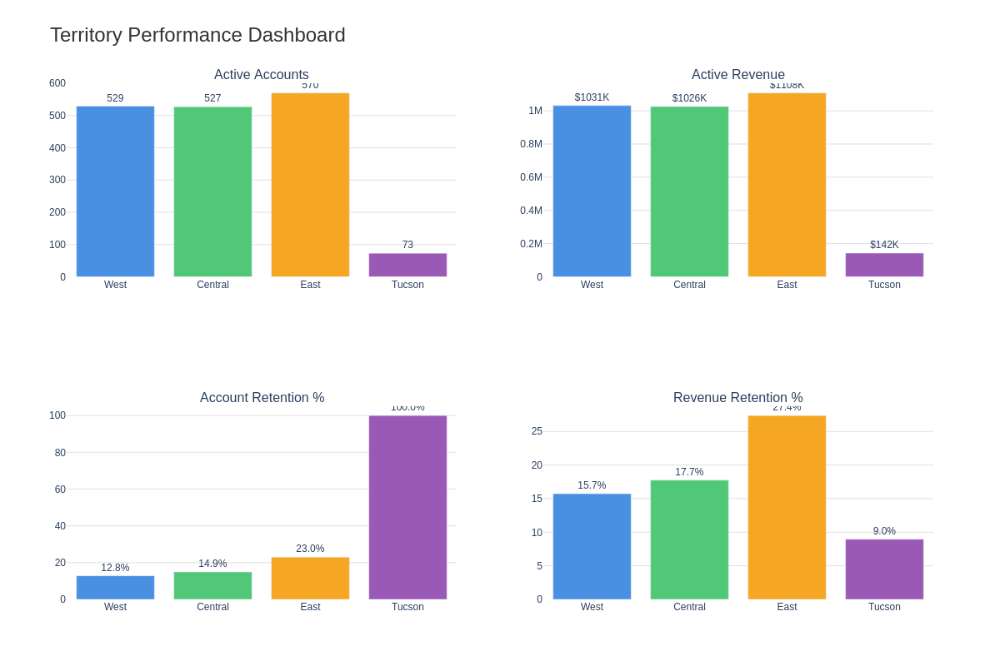 Territory Performance Dashboard
Active Accounts
600
500
400
300
200
100
0
529
527
570
73
West
Central
East
Tucson
Active Revenue
1M
0.8M
0.6M
0.4M
0.2M
0
$1031K
$1026K
$1108K
$142K
West
Central
East
Tucson
Account Retention %
100
80
60
40
20
0
12.8%
14.9%
23.0%
100.0%
West
Central
East
Tucson
Revenue Retention %
25
20
15
10
5
0
15.7%
17.7%
27.4%
9.0%
West
Central
East
Tucson